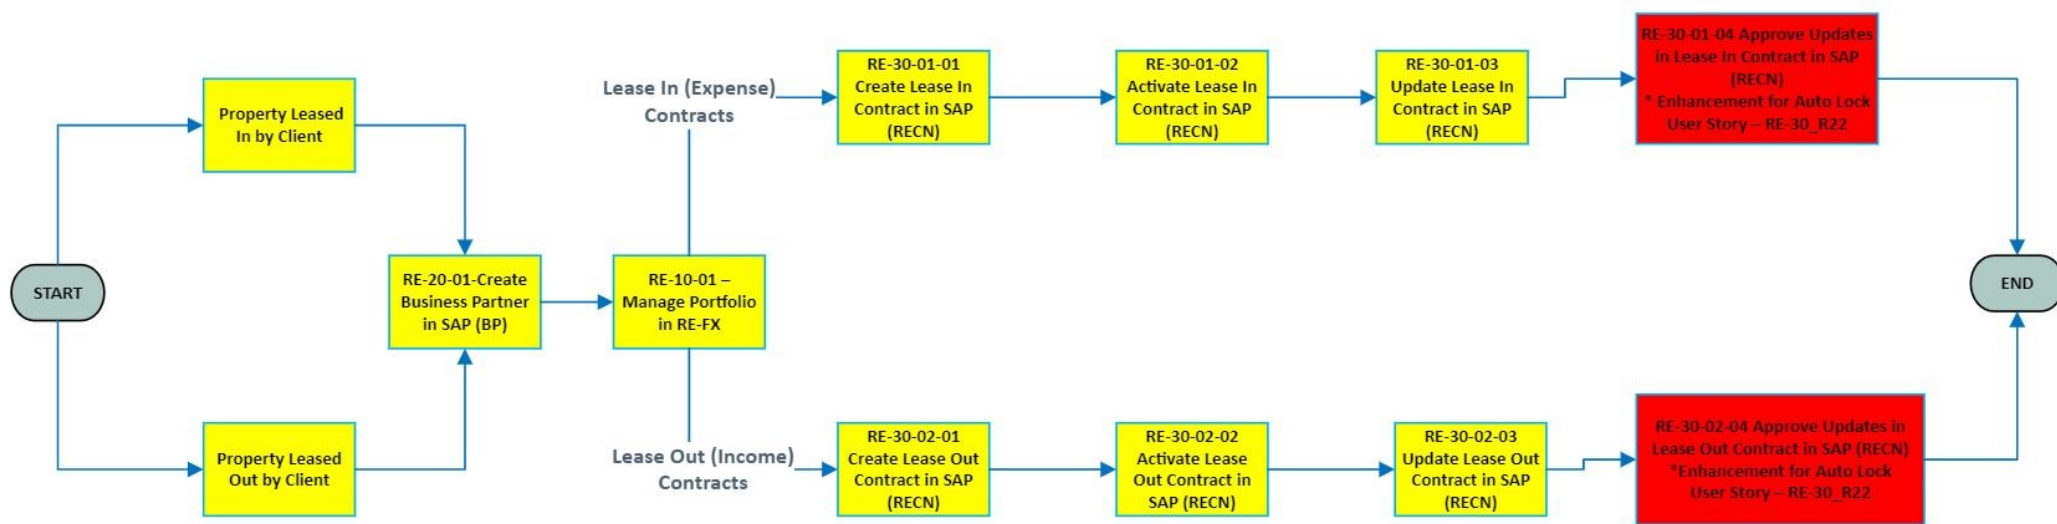 START
Property Leased
In by Client
Property Leased
Out by Client
RE-20-01-Create
Business Partner
in SAP (BP)
RE-10-01 –
Manage Portfolio
in RE-FX
Lease In (Expense)
Contracts
RE-30-01-01
Create Lease In
Contract in SAP
(RECN)
RE-30-01-02
Activate Lease In
Contract in SAP
(RECN)
RE-30-01-03
Update Lease In
Contract in SAP
(RECN)
RE-30-01-04 Approve Updates
in Lease In Contract in SAP
(RECN)
* Enhancement for Auto Lock
User Story – RE-30_R22
Lease Out (Income)
Contracts
RE-30-02-01
Create Lease Out
Contract in SAP
(RECN)
RE-30-02-02
Activate Lease
Out Contract in
SAP (RECN)
RE-30-02-03
Update Lease Out
Contract in SAP
(RECN)
RE-30-02-04 Approve Updates in
Lease Out Contract in SAP (RECN)
*Enhancement for Auto Lock
User Story – RE-30_R22
END